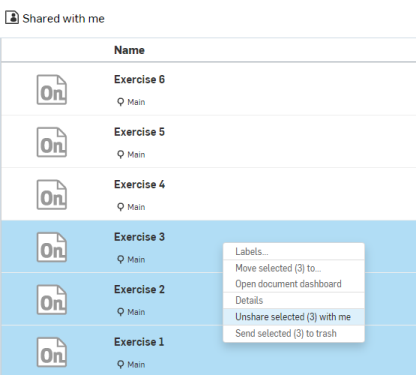 Shared with me
Name
On
Exercise 6
Main
On
Exercise 5
Main
On
Exercise 4
Main
On
Exercise 3
Main
On
Exercise 2
Main
On
Exercise 1
Main
Labels...
Move selected (3) to...
Open document dashboard
Details
Unshare selected (3) with me
Send selected (3) to trash